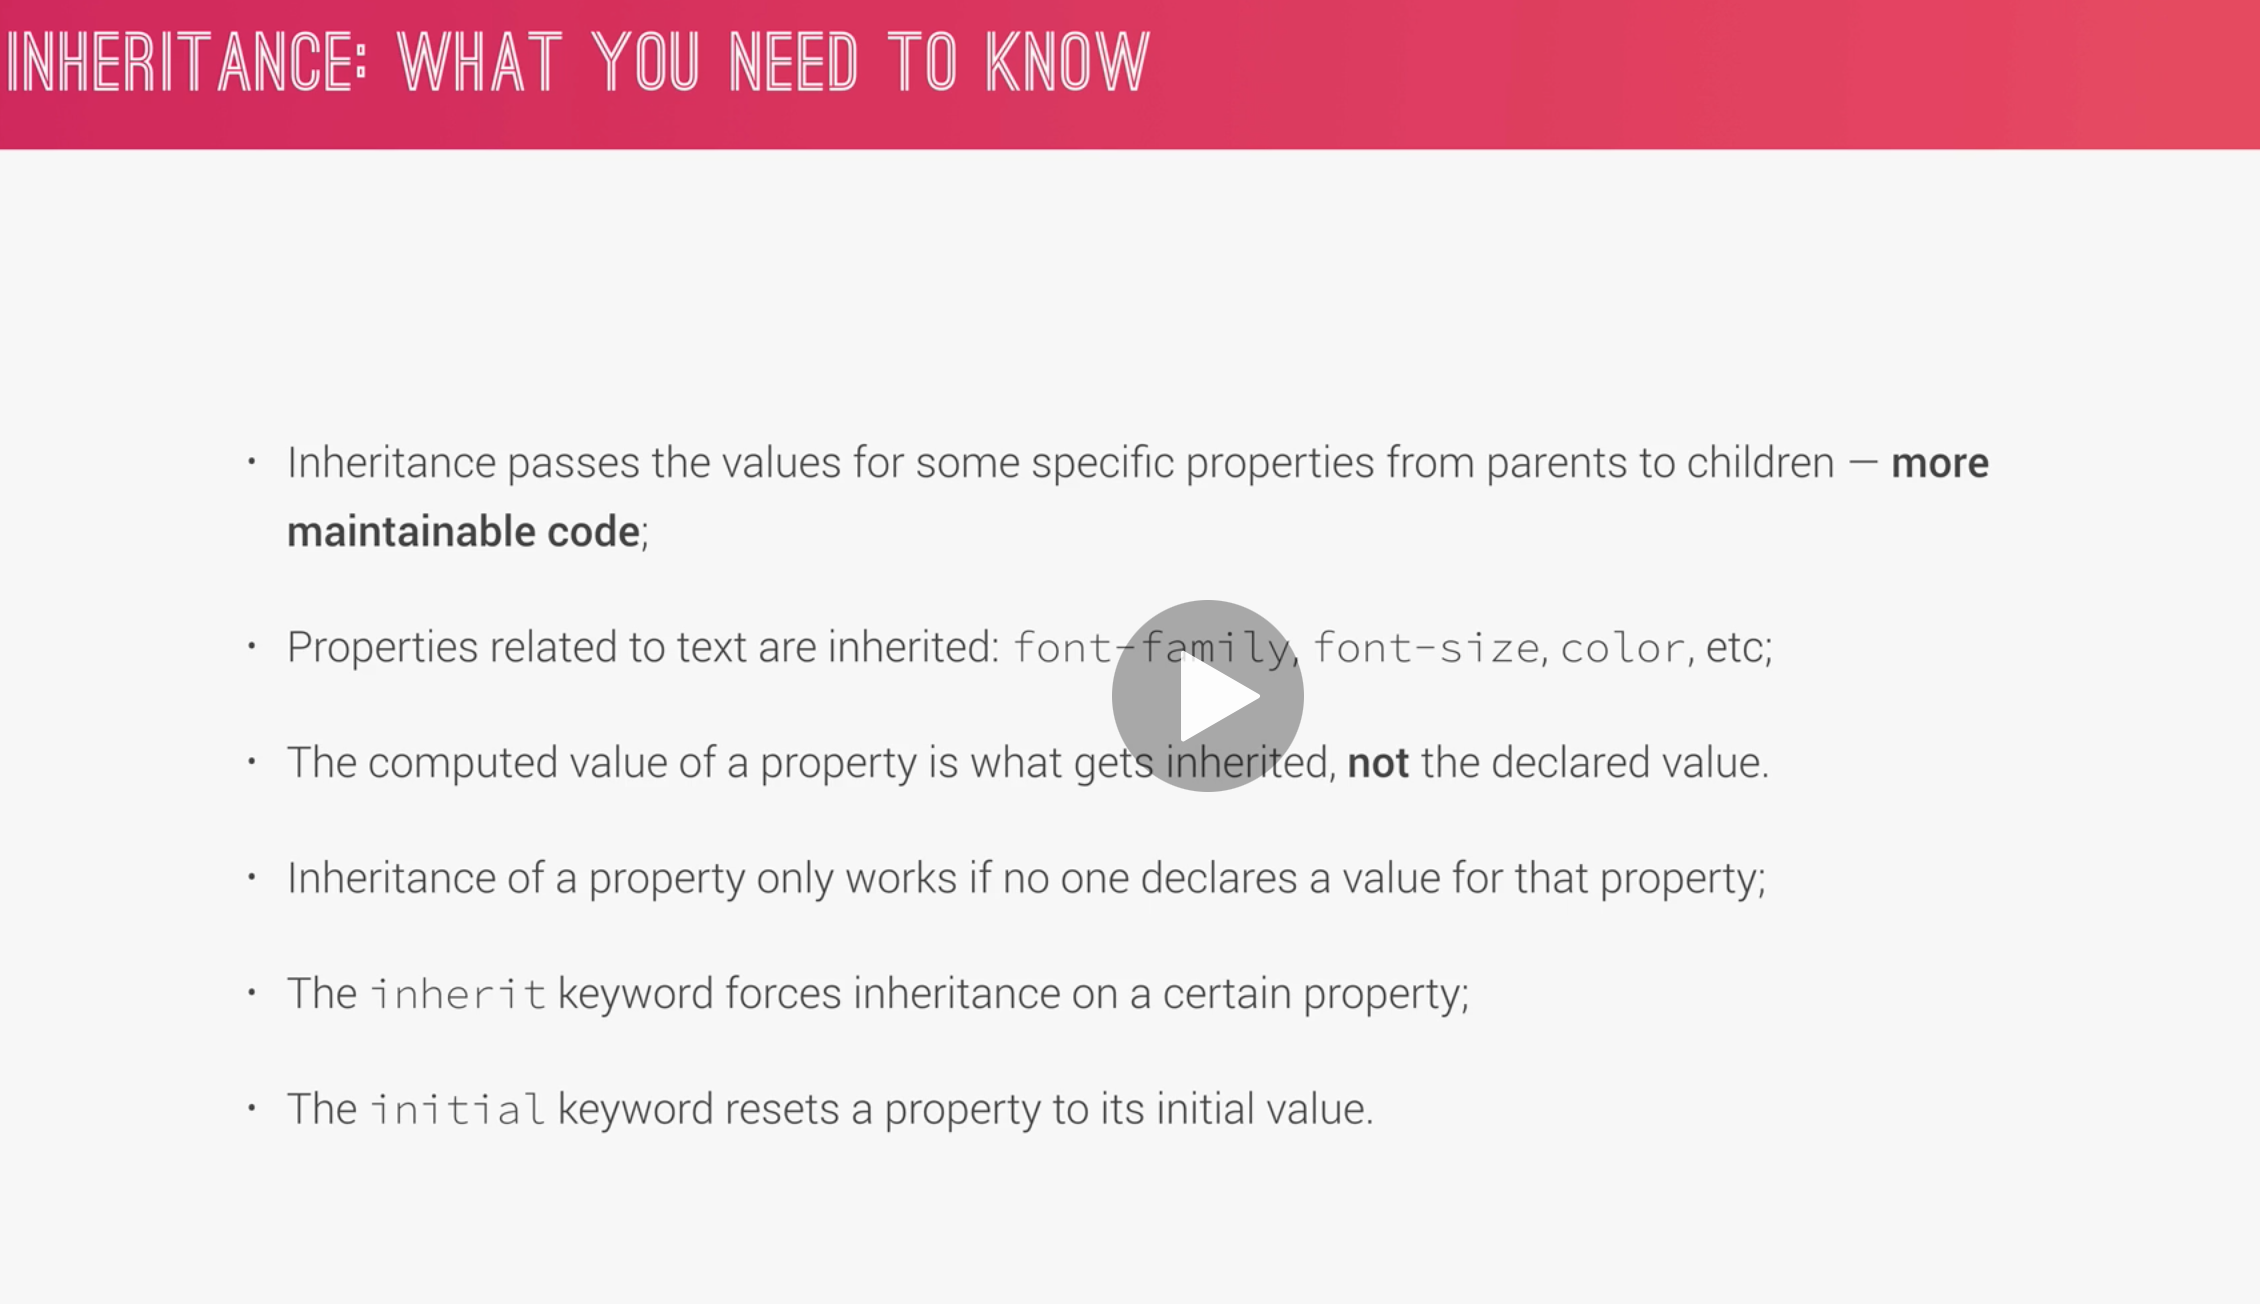 INHERITANCE: WHAT YOU NEED TO KNOW
• Inheritance passes the values for some specific properties from parents to children — more
maintainable code;
• Properties related to text are inherited: font-family, font-size, color, etc;
• The computed value of a property is what gets inherited, not the declared value.
• Inheritance of a property only works if no one declares a value for that property;
• The inherit keyword forces inheritance on a certain property;
• The initial keyword resets a property to its initial value.